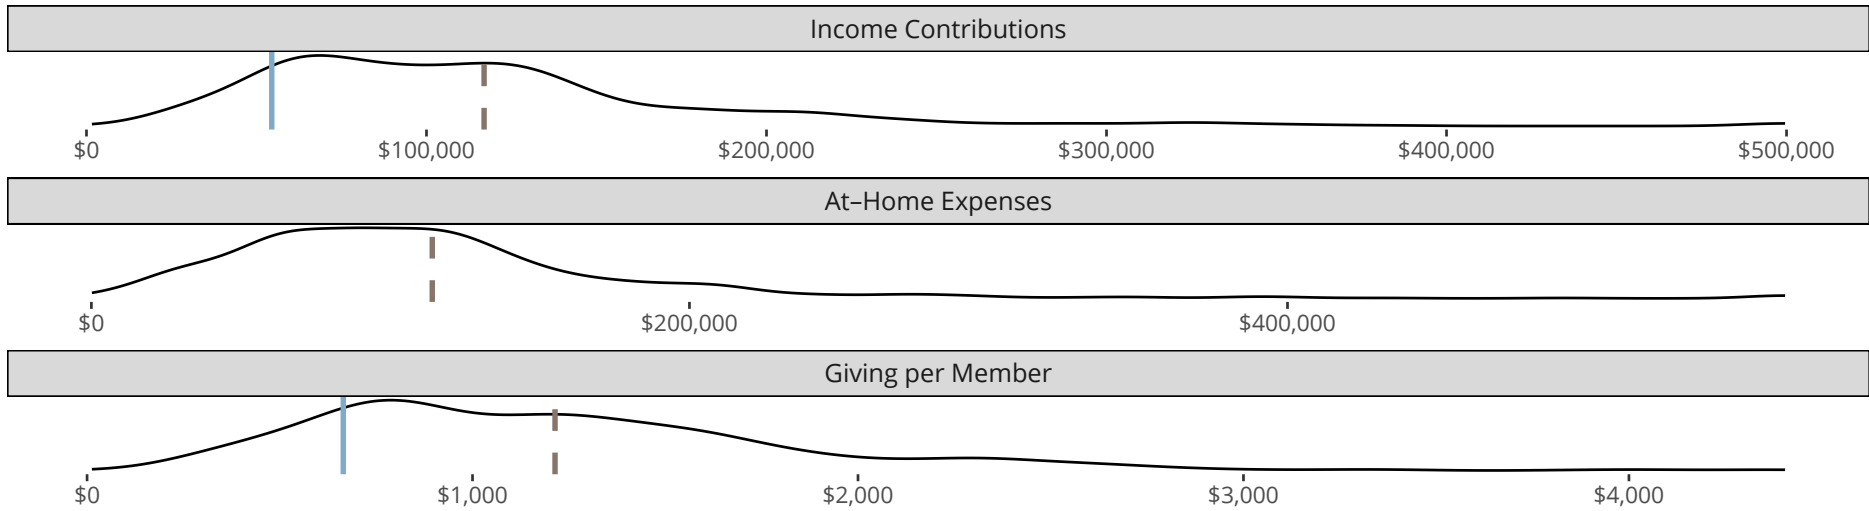 Income Contributions
$0 $100,000 $200,000 $300,000 $400,000 $500,000
At–Home Expenses
$0 $200,000 $400,000
Giving per Member
$0 $1,000 $2,000 $3,000 $4,000